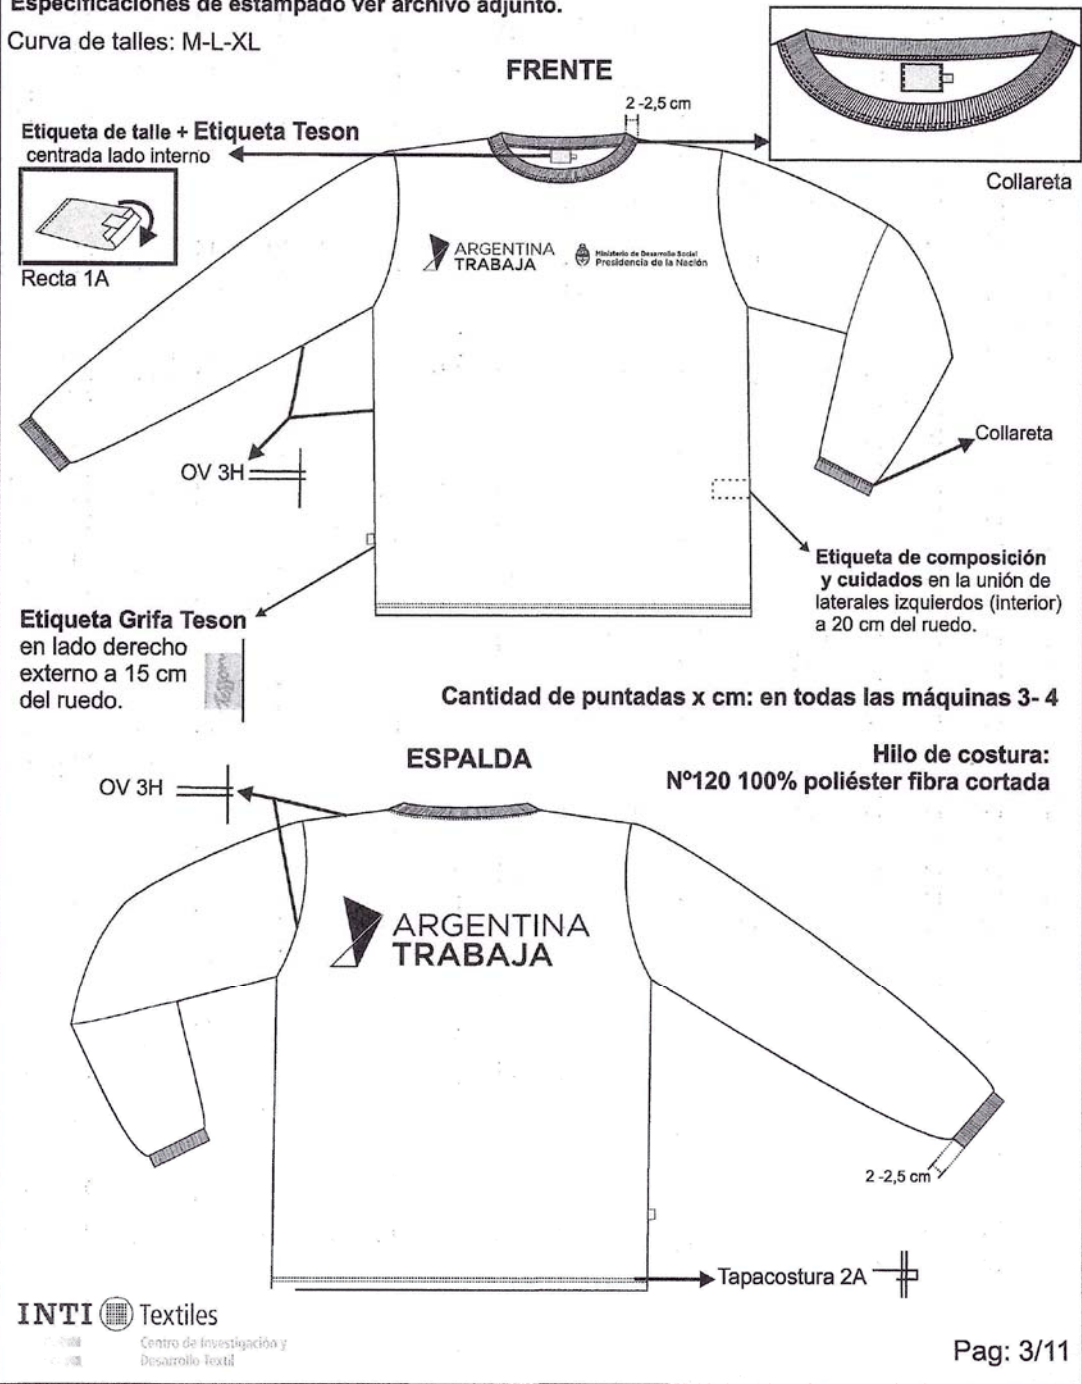 Especificaciones de estampado ver archivo adjunto.
Curva de talles: M-L-XL
FRENTE
2 -2,5 cm
Etiqueta de talle + Etiqueta Teson
centrada lado interno
Collareta
Recta 1A
ARGENTINA
TRABAJA
Ministerio de Desarrollo Social
Presidencia de la Nación
Collareta
OV 3H
Etiqueta de composición
y cuidados en la unión de
laterales izquierdos (interior)
a 20 cm del ruedo.
Etiqueta Grifa Teson
en lado derecho
externo a 15 cm
del ruedo.
Cantidad de puntadas x cm: en todas las máquinas 3- 4
ESPALDA
Hilo de costura:
Nº120 100% poliéster fibra cortada
OV 3H
ARGENTINA
TRABAJA
2 -2,5 cm
Tapacostura 2A
INTI Textiles
Centro de Investigación y
Desarrollo Textil
Pag: 3/11